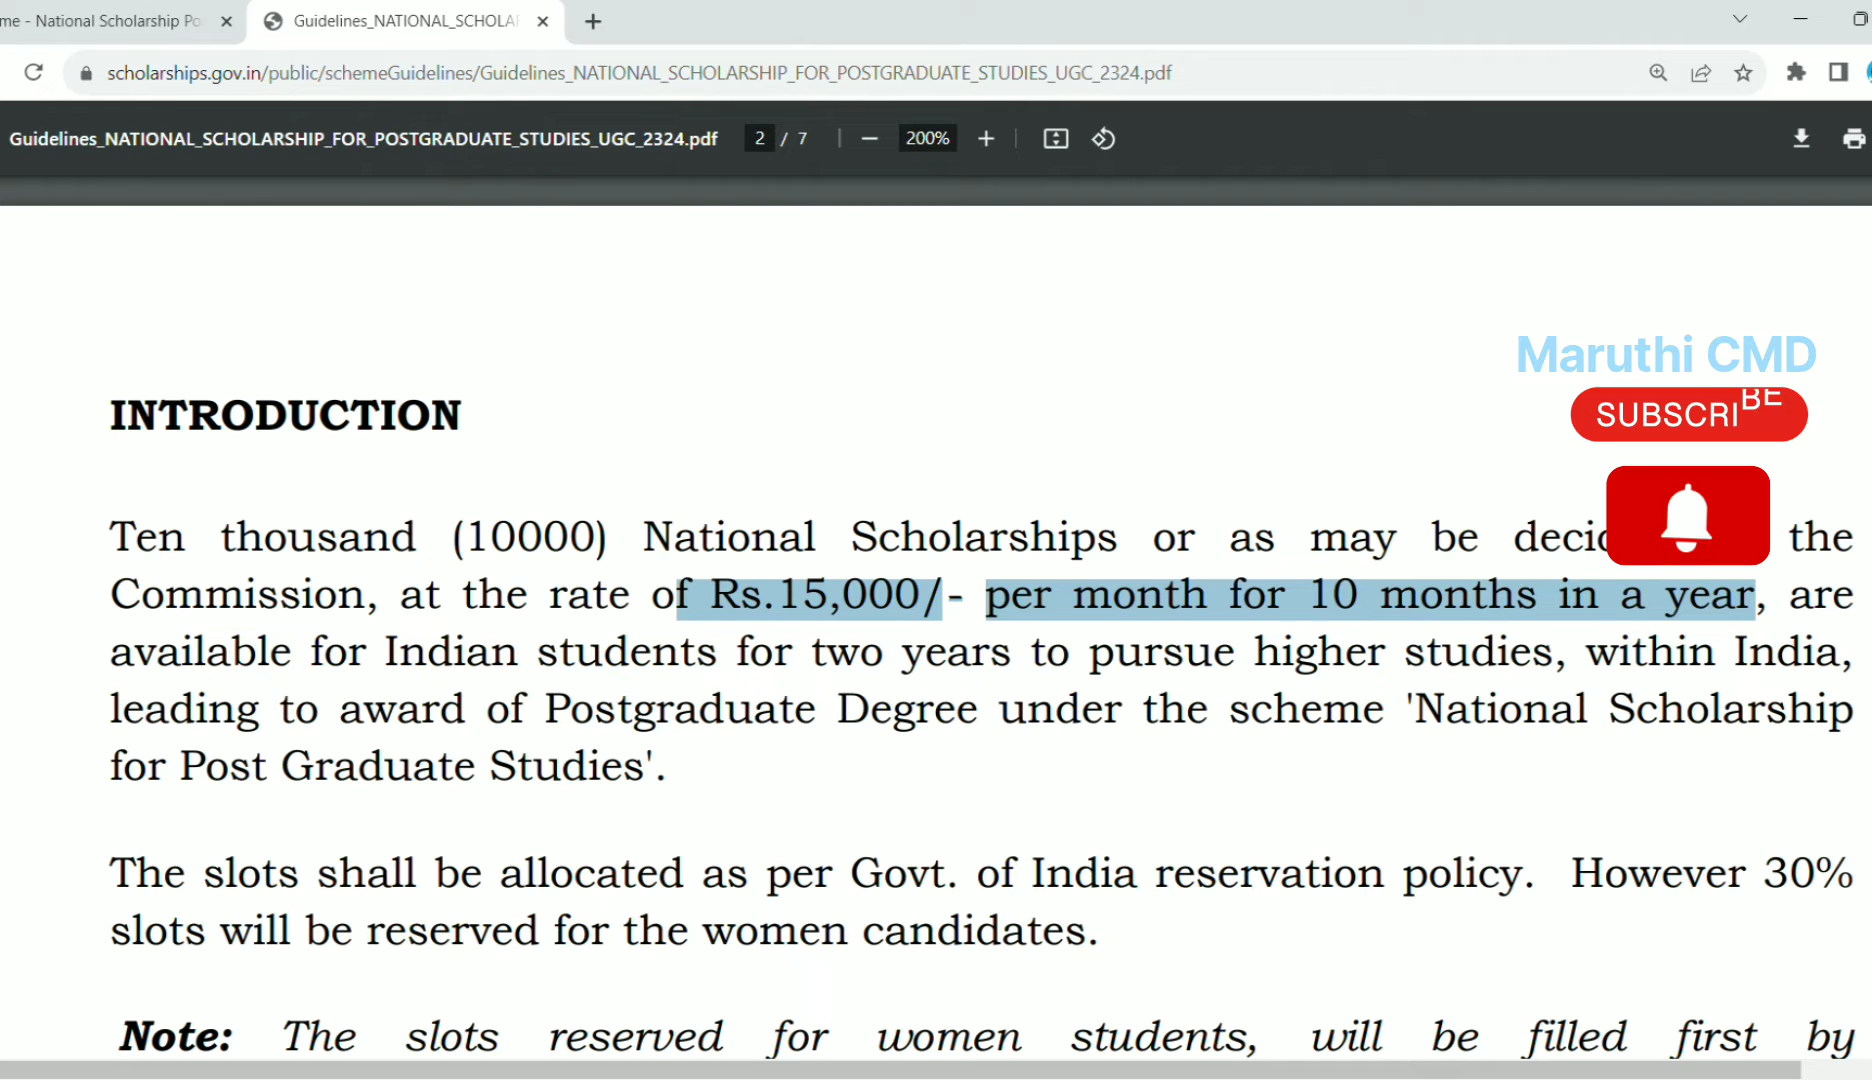 me - National Scholarship Po
Guidelines_NATIONAL_SCHOLAR
scholarships.gov.in/public/schemeGuidelines/Guidelines_NATIONAL_SCHOLARSHIP_FOR_POSTGRADUATE_STUDIES_UGC_2324.pdf
Guidelines_NATIONAL_SCHOLARSHIP_FOR_POSTGRADUATE_STUDIES_UGC_2324.pdf 2 / 7 200%
Maruthi CMD
SUBSCRIBE
INTRODUCTION
Ten thousand (10000) National Scholarships or as may be decid the
Commission, at the rate of Rs.15,000/- per month for 10 months in a year, are
available for Indian students for two years to pursue higher studies, within India,
leading to award of Postgraduate Degree under the scheme 'National Scholarship
for Post Graduate Studies'.
The slots shall be allocated as per Govt. of India reservation policy. However 30%
slots will be reserved for the women candidates.
Note: The slots reserved for women students, will be filled first by